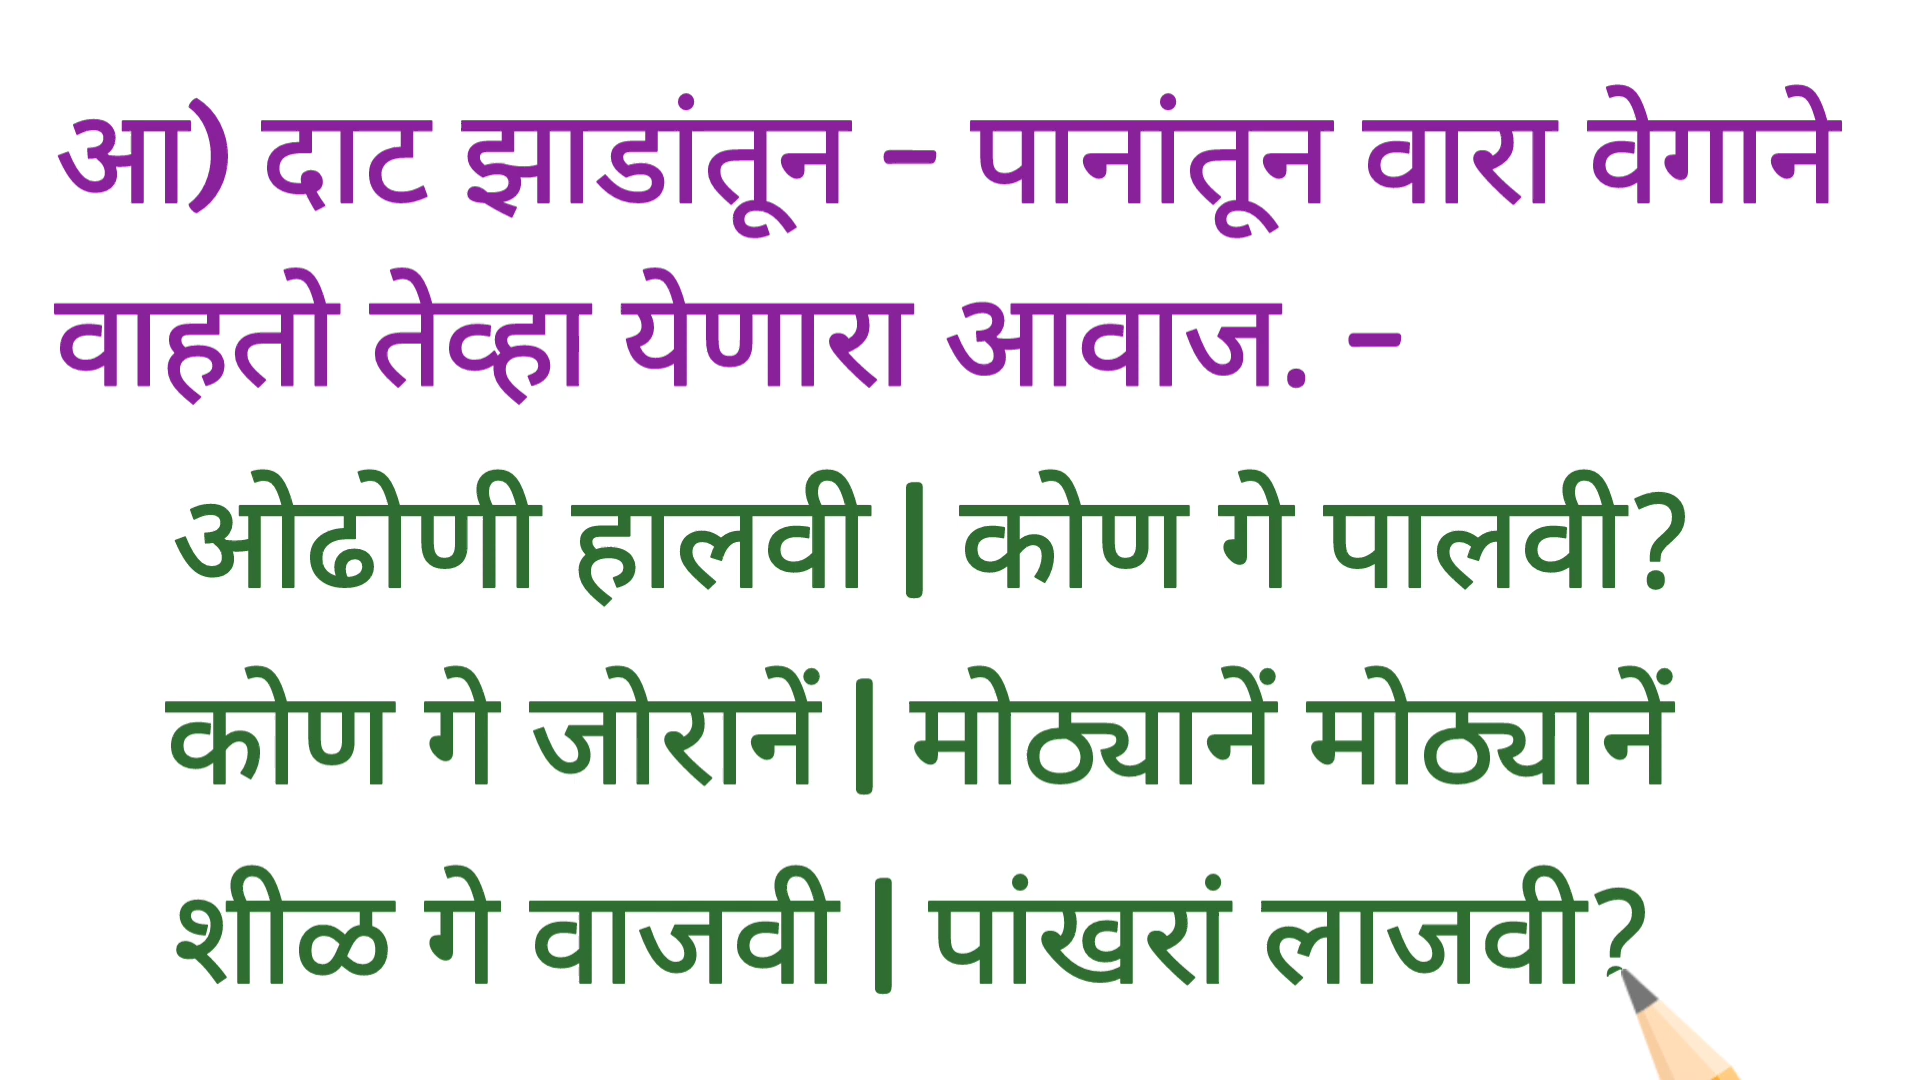 आ) दाट झाडांतून - पानांतून वारा वेगाने
वाहतो तेव्हा येणारा आवाज. -
ओढोणी हालवी | कोण गे पालवी?
कोण गे जोरानें | मोठ्यानें मोठ्यानें
शीळ गे वाजवी | पांखरां लाजवी?